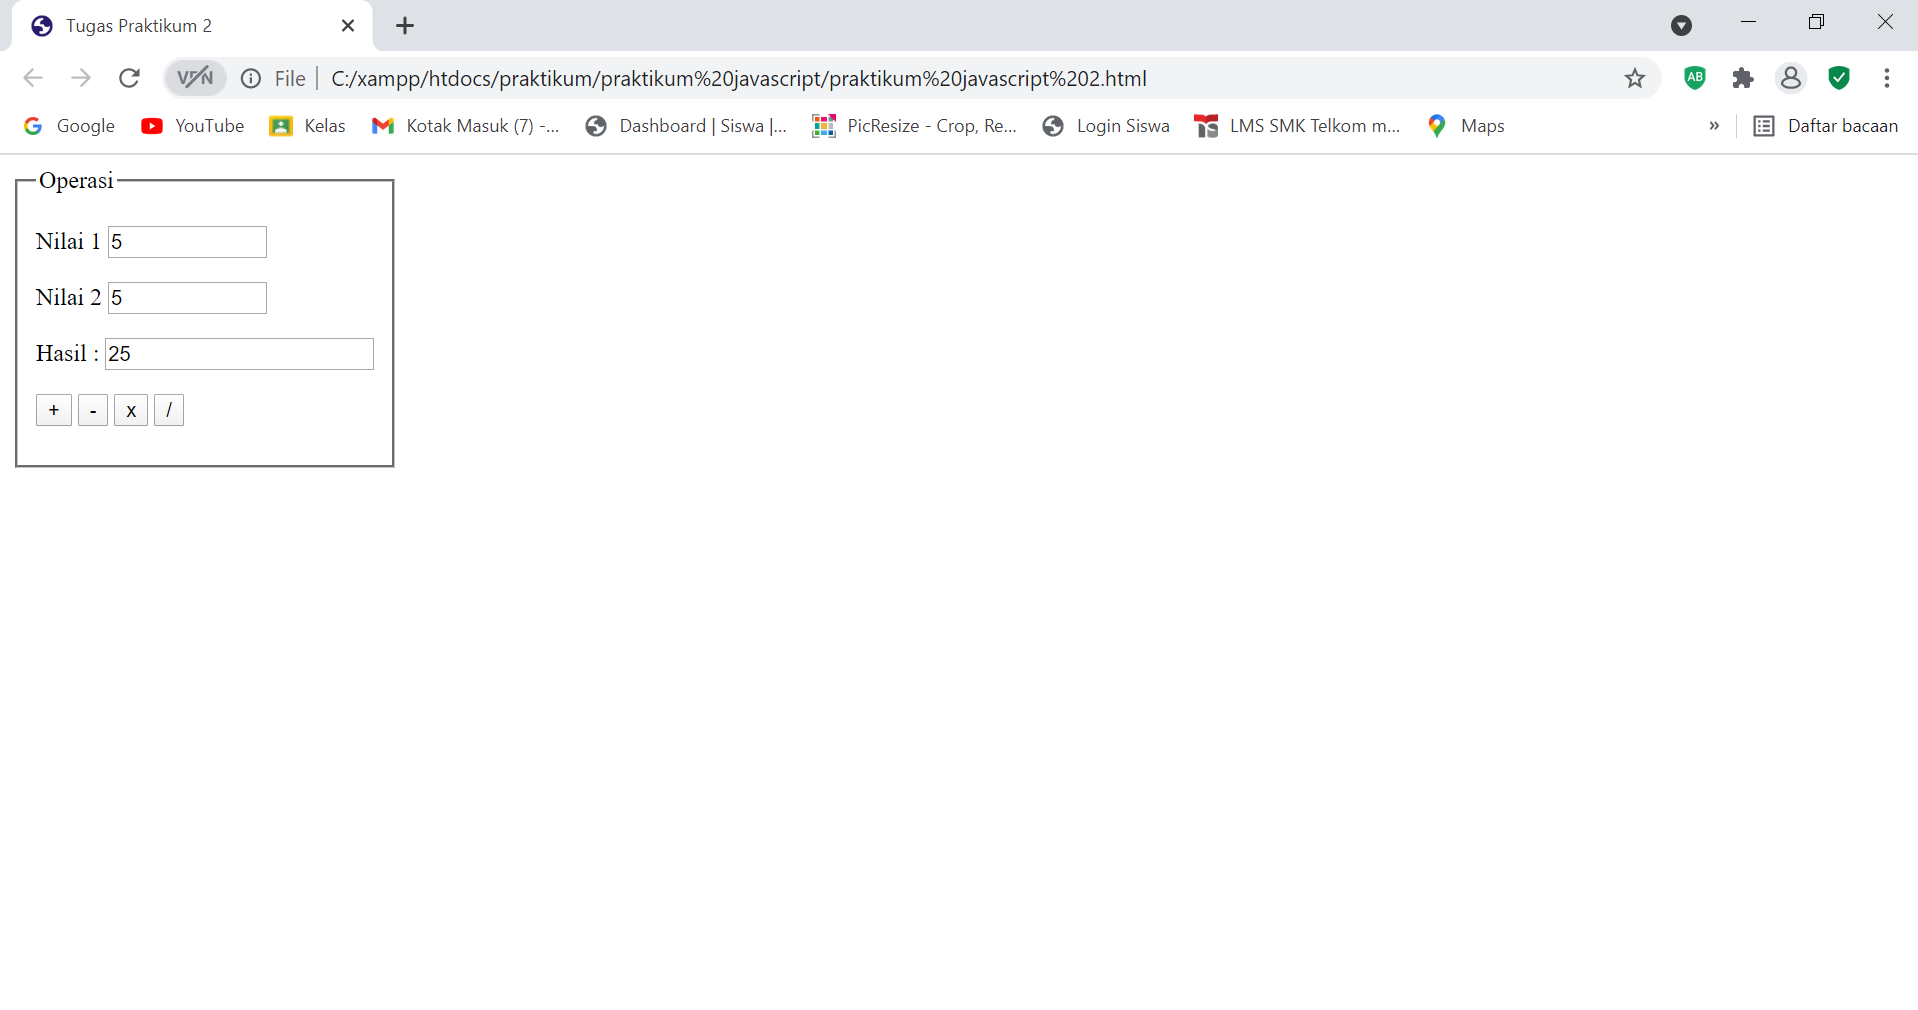 Tugas Praktikum 2
VPN File C:/xampp/htdocs/praktikum/praktikum%20javascript/praktikum%20javascript%202.html AB
Google YouTube Kelas Kotak Masuk (7) -... Dashboard | Siswa |... PicResize - Crop, Re... Login Siswa LMS SMK Telkom m... Maps » Daftar bacaan
Operasi
Nilai 1 5
Nilai 2 5
Hasil : 25
+ - x /